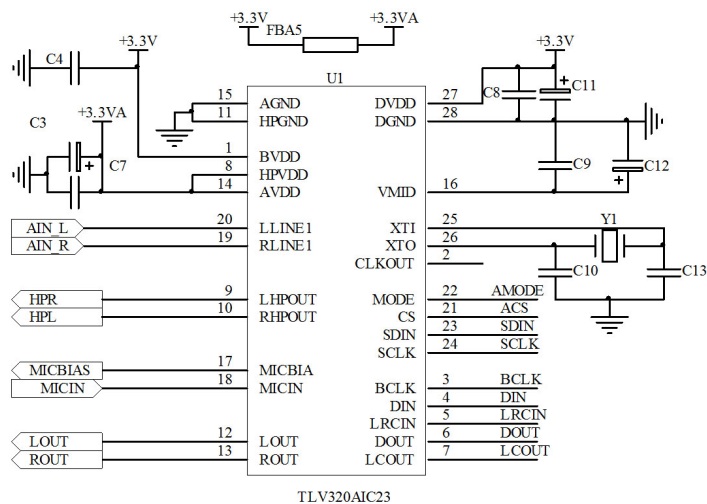 +3.3V FBA5 +3.3VA
+3.3V
C4
+3.3V
U1
C3
+3.3VA
C7
C8
C11
C9
C12
15 AGND
11 HPGND
1 BVDD
8 HPVDD
14 AVDD
AIN_L 20 LLINE1
AIN_R 19 RLINE1
HPR 9 LHPOUT
HPL 10 RHPOUT
MICBIAS 17 MICBIA
MICIN 18 MICIN
LOUT 12 LOUT
ROUT 13 ROUT
DVDD 27
DGND 28
VMID 16
XTI 25
XTO 26
CLKOUT 2
Y1
C10
C13
MODE 22 AMODE
CS 21 ACS
SDIN 23 SDIN
SCLK 24 SCLK
BCLK 3 BCLK
DIN 4 DIN
LRCIN 5 LRCIN
DOUT 6 DOUT
LCOUT 7 LCOUT
TLV320AIC23